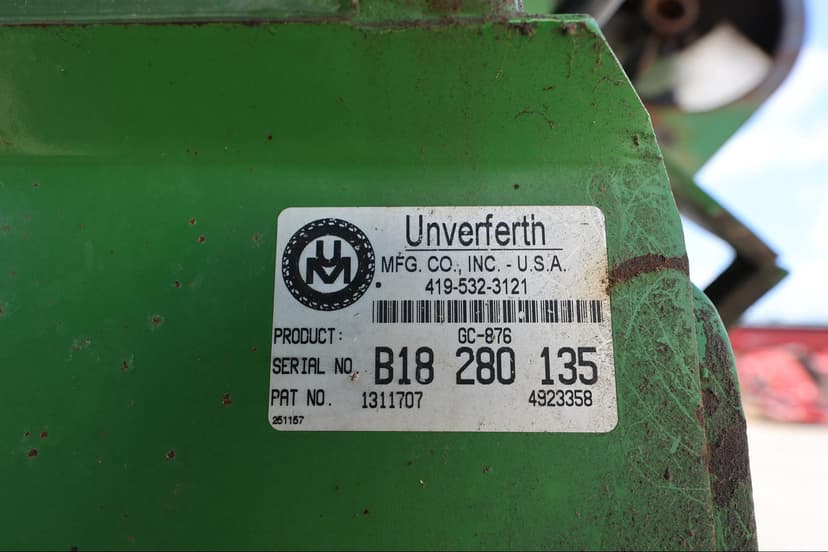 UM
Unverferth
MFG. CO., INC. - U.S.A.
419-532-3121
PRODUCT: GC-876
SERIAL NO. B18 280 135
PAT NO. 1311707 4923358
251157